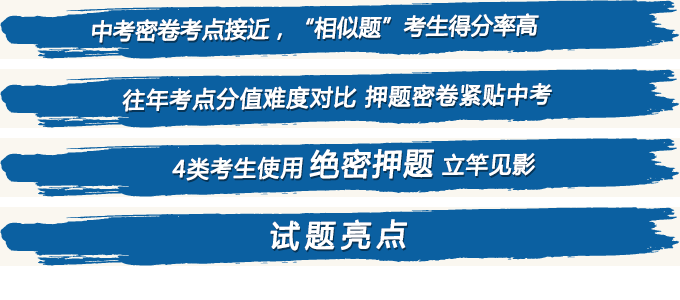 中考密卷考点接近，“相似题”考生得分率高
往年考点分值难度对比 押题密卷紧贴中考
4类考生使用 绝密押题 立竿见影
试题亮点